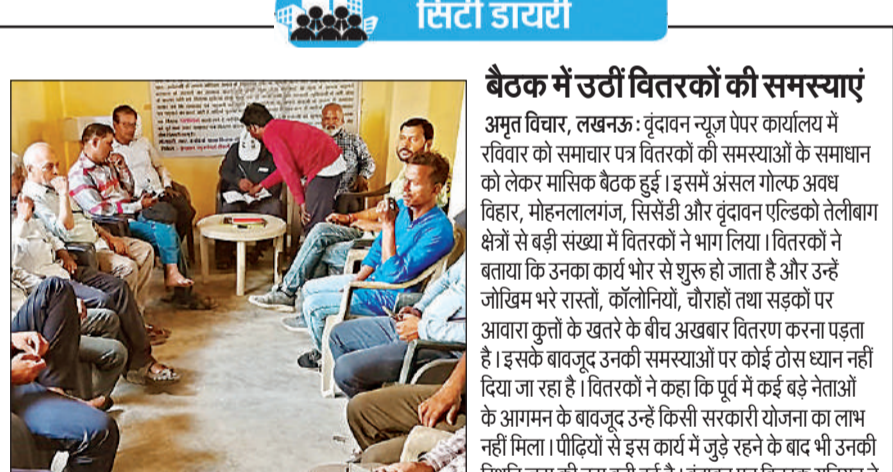 सिटी डायरी
बैठक में उठीं वितरकों की समस्याएं
अमृत विचार, लखनऊ : वृंदावन न्यूज़ पेपर कार्यालय में
रविवार को समाचार पत्र वितरकों की समस्याओं के समाधान
को लेकर मासिक बैठक हुई । इसमें अंसल गोल्फ अवध
विहार, मोहनलालगंज, सिसेंडी और वृंदावन एल्डिको तेलीबाग
क्षेत्रों से बड़ी संख्या में वितरकों ने भाग लिया । वितरकों ने
बताया कि उनका कार्य भोर से शुरू हो जाता है और उन्हें
जोखिम भरे रास्तों, कॉलोनियों, चौराहों तथा सड़कों पर
आवारा कुत्तों के खतरे के बीच अखबार वितरण करना पड़ता
है । इसके बावजूद उनकी समस्याओं पर कोई ठोस ध्यान नहीं
दिया जा रहा है । वितरकों ने कहा कि पूर्व में कई बड़े नेताओं
के आगमन के बावजूद उन्हें किसी सरकारी योजना का लाभ
नहीं मिला । पीढ़ियों से इस कार्य में जुड़े रहने के बाद भी उनकी